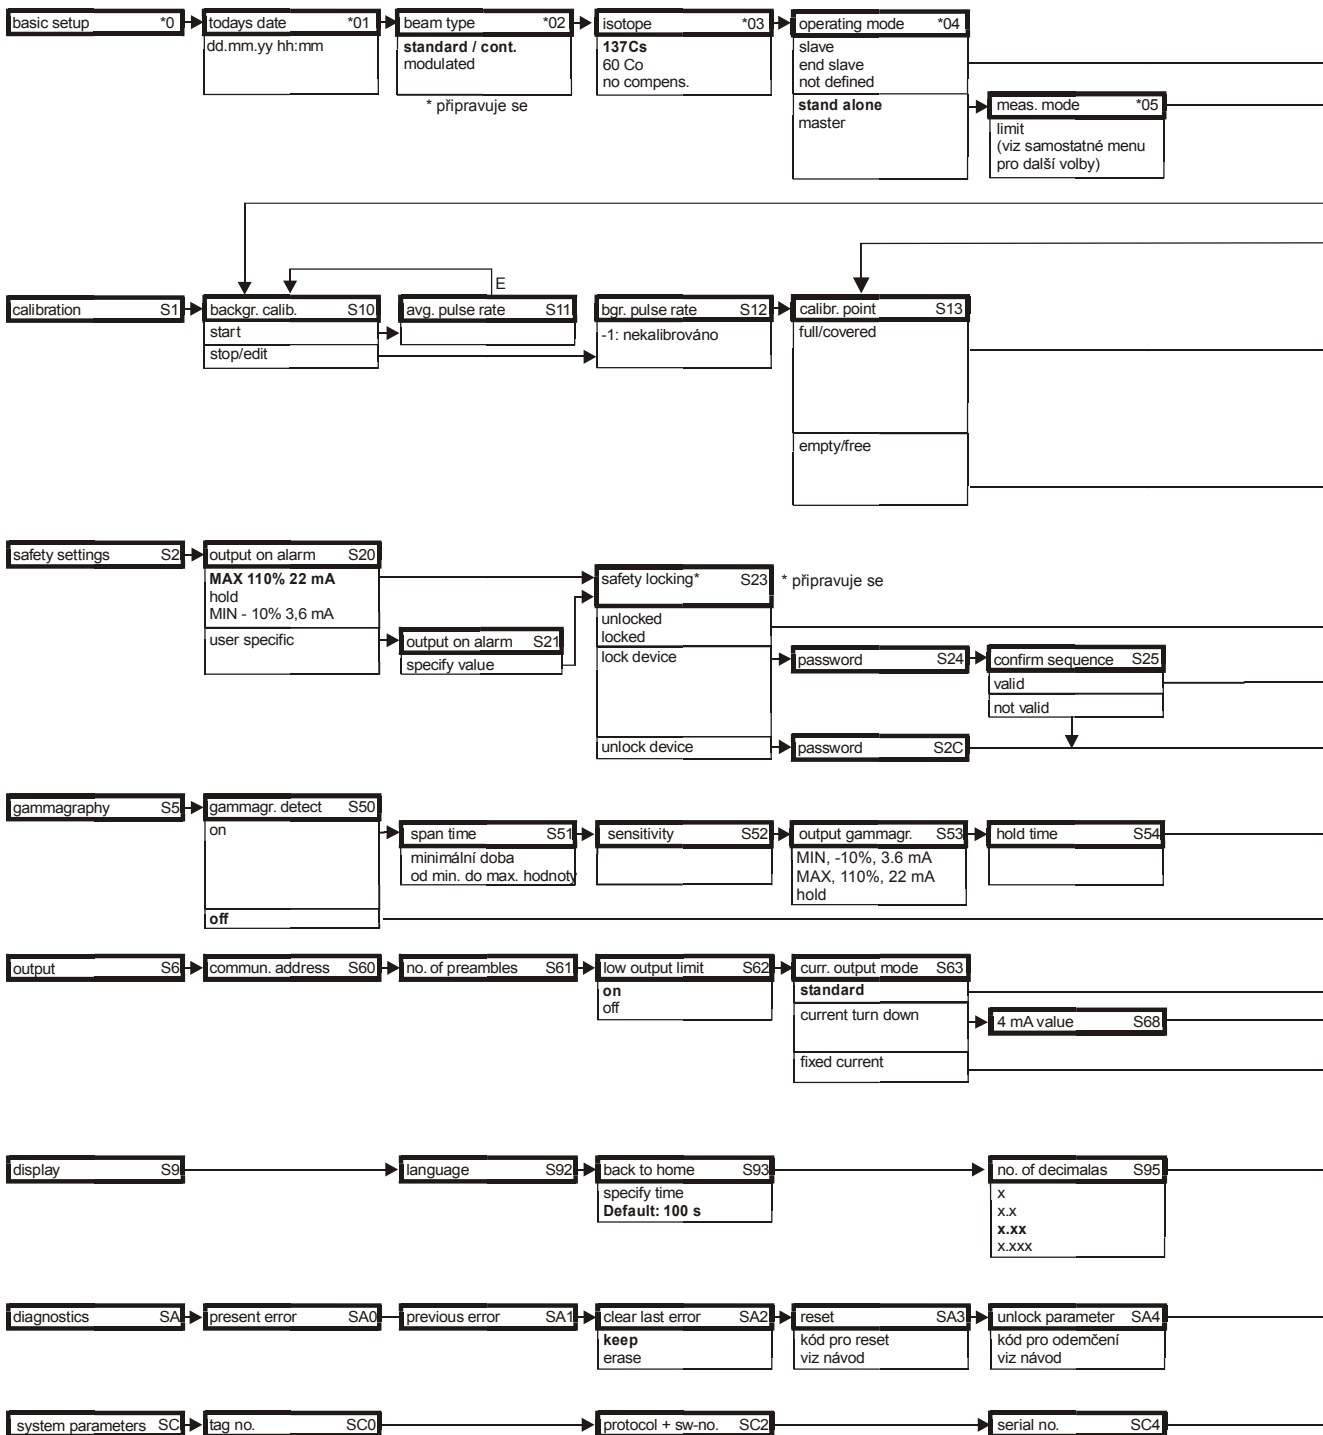 basic setup *0
todays date *01
dd.mm.yy hh:mm
beam type *02
standard / cont.
modulated
* připravuje se
isotope *03
137Cs
60 Co
no compens.
operating mode *04
slave
end slave
not defined
stand alone
master
meas. mode *05
limit
(viz samostatné menu
pro další volby)
calibration S1
backgr. calib. S10
start
stop/edit
E
avg. pulse rate S11
bgr. pulse rate S12
-1: nekalibrováno
calibr. point S13
full/covered
empty/free
safety settings S2
output on alarm S20
MAX 110% 22 mA
hold
MIN - 10% 3,6 mA
user specific
output on alarm S21
specify value
safety locking* S23
* připravuje se
unlocked
locked
lock device
unlock device
password S24
confirm sequence S25
valid
not valid
password S2C
gammagraphy S5
gammagr. detect S50
on
off
span time S51
minimální doba
od min. do max. hodnoty
sensitivity S52
output gammagr. S53
MIN, -10%, 3.6 mA
MAX, 110%, 22 mA
hold
hold time S54
output S6
commun. address S60
no. of preambles S61
low output limit S62
on
off
curr. output mode S63
standard
current turn down
fixed current
4 mA value S68
display S9
language S92
back to home S93
specify time
Default: 100 s
no. of decimalas S95
x
x.x
x.xx
x.xxx
diagnostics SA
present error SA0
previous error SA1
clear last error SA2
keep
erase
reset SA3
kód pro reset
viz návod
unlock parameter SA4
kód pro odemčení
viz návod
system parameters SC
tag no. SC0
protocol + sw-no. SC2
serial no. SC4